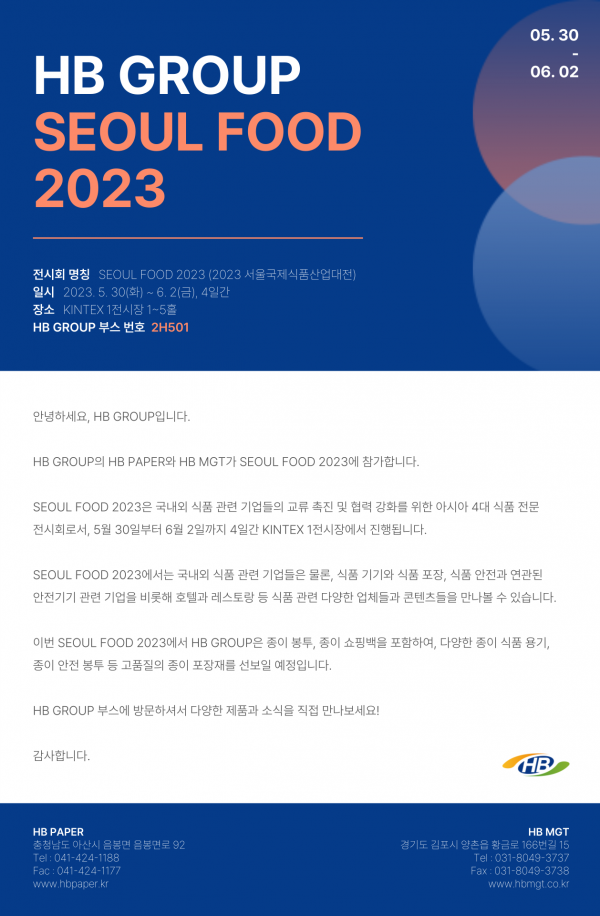 05. 30
-
06. 02
HB GROUP
SEOUL FOOD
2023
전시회 명칭 SEOUL FOOD 2023 (2023 서울국제식품산업대전)
일시 2023. 5. 30(화) ~ 6. 2(금), 4일간
장소 KINTEX 1전시장 1~5홀
HB GROUP 부스 번호 2H501
안녕하세요, HB GROUP입니다.
HB GROUP의 HB PAPER와 HB MGT가 SEOUL FOOD 2023에 참가합니다.
SEOUL FOOD 2023은 국내외 식품 관련 기업들의 교류 촉진 및 협력 강화를 위한 아시아 4대 식품 전문
전시회로서, 5월 30일부터 6월 2일까지 4일간 KINTEX 1전시장에서 진행됩니다.
SEOUL FOOD 2023에서는 국내외 식품 관련 기업들은 물론, 식품 기기와 식품 포장, 식품 안전과 연관된
안전기기 관련 기업을 비롯해 호텔과 레스토랑 등 식품 관련 다양한 업체들과 콘텐츠들을 만나볼 수 있습니다.
이번 SEOUL FOOD 2023에서 HB GROUP은 종이 봉투, 종이 쇼핑백을 포함하여, 다양한 종이 식품 용기,
종이 안전 봉투 등 고품질의 종이 포장재를 선보일 예정입니다.
HB GROUP 부스에 방문하셔서 다양한 제품과 소식을 직접 만나보세요!
감사합니다.
HB
HB PAPER
충청남도 아산시 음봉면 음봉면로 92
Tel : 041-424-1188
Fac : 041-424-1177
www.hbpaper.kr
HB MGT
경기도 김포시 양촌읍 황금로 166번길 15
Tel : 031-8049-3737
Fax : 031-8049-3738
www.hbmgt.co.kr